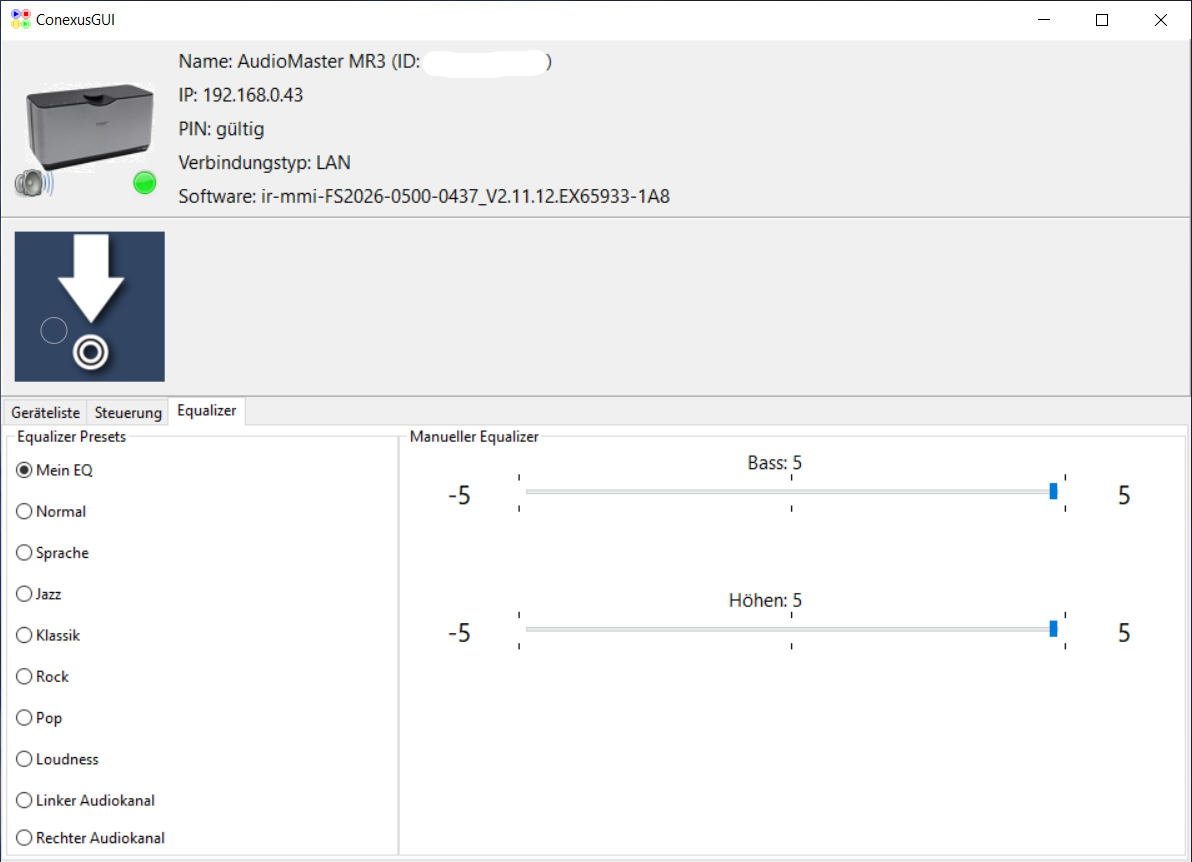 ConexusGUI
Name: AudioMaster MR3 (ID: )
IP: 192.168.0.43
PIN: gültig
Verbindungstyp: LAN
Software: ir-mmi-FS2026-0500-0437_V2.11.12.EX65933-1A8
Geräteliste Steuerung Equalizer
Equalizer Presets
Mein EQ
Normal
Sprache
Jazz
Klassik
Rock
Pop
Loudness
Linker Audiokanal
Rechter Audiokanal
Manueller Equalizer
Bass: 5
-5 5
Höhen: 5
-5 5